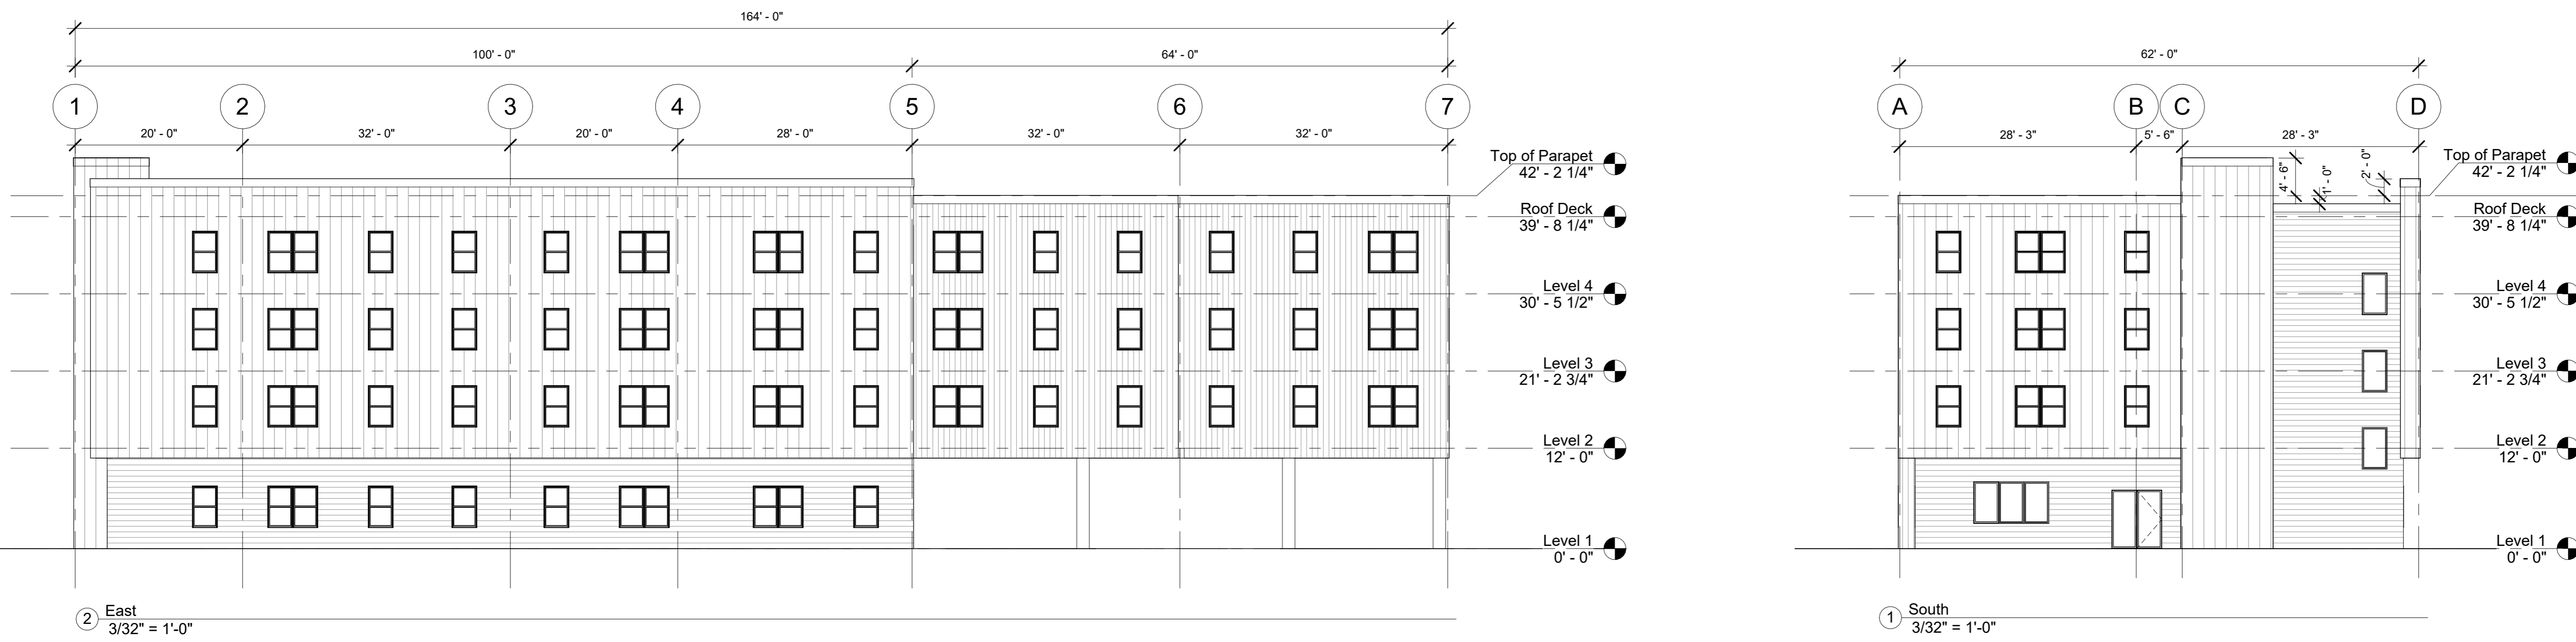 164' - 0"
100' - 0"
64' - 0"
1
2
3
4
5
6
7
20' - 0"
32' - 0"
20' - 0"
28' - 0"
32' - 0"
32' - 0"
Top of Parapet
42' - 2 1/4"
Roof Deck
39' - 8 1/4"
Level 4
30' - 5 1/2"
Level 3
21' - 2 3/4"
Level 2
12' - 0"
Level 1
0' - 0"
2
East
3/32" = 1'-0"
62' - 0"
A
B
C
D
28' - 3"
5' - 6"
28' - 3"
4' - 6"
1' - 0"
2' - 0"
Top of Parapet
42' - 2 1/4"
Roof Deck
39' - 8 1/4"
Level 4
30' - 5 1/2"
Level 3
21' - 2 3/4"
Level 2
12' - 0"
Level 1
0' - 0"
1
South
3/32" = 1'-0"